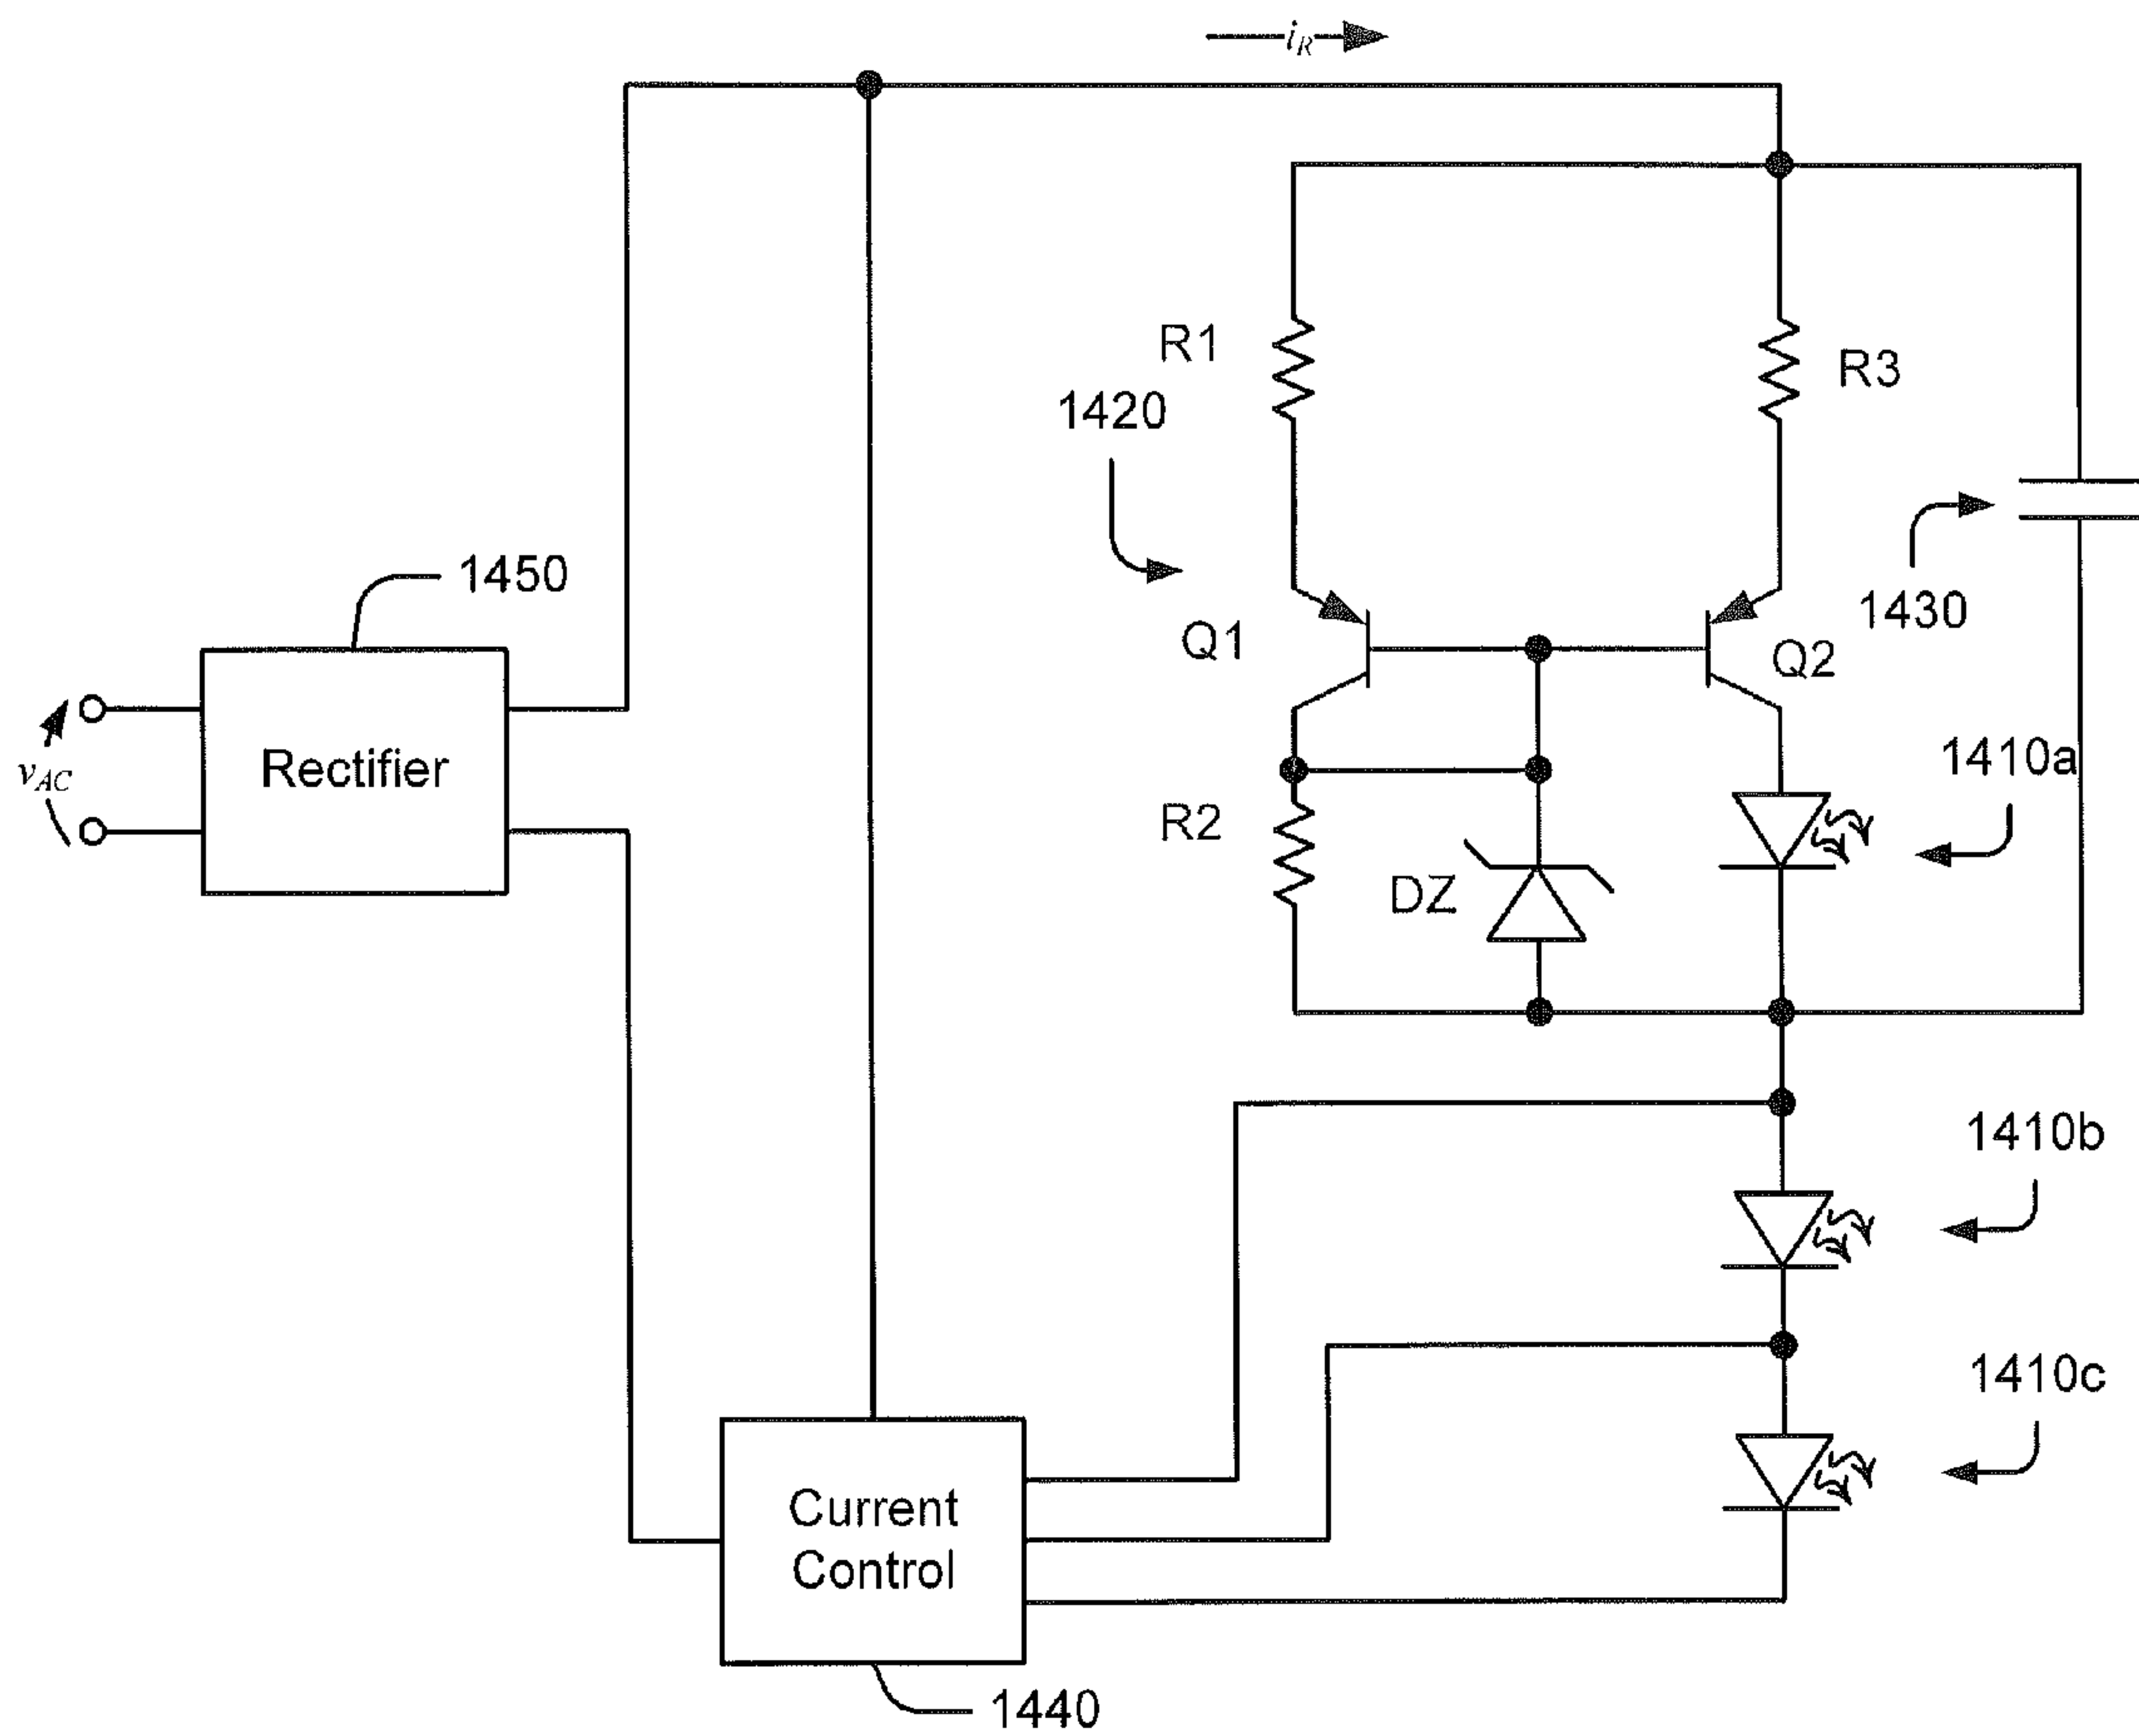 iR
R1
R3
1420
1450
1430
Q1
Q2
vAC
Rectifier
1410a
R2
DZ
1410b
1410c
Current
Control
1440